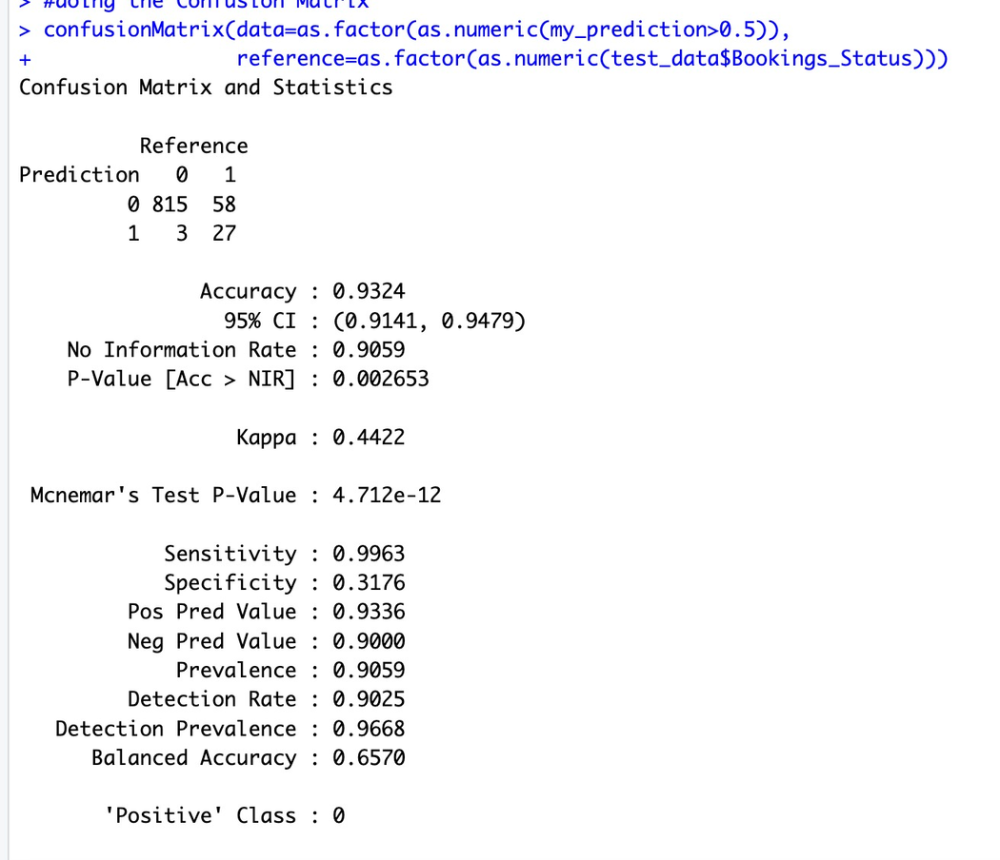 > #doing the Confusion Matrix
> confusionMatrix(data=as.factor(as.numeric(my_prediction>0.5)),
+                 reference=as.factor(as.numeric(test_data$Bookings_Status)))
Confusion Matrix and Statistics
          Reference
Prediction   0   1
         0 815  58
         1   3  27
               Accuracy : 0.9324
                 95% CI : (0.9141, 0.9479)
    No Information Rate : 0.9059
    P-Value [Acc > NIR] : 0.002653
                  Kappa : 0.4422
 Mcnemar's Test P-Value : 4.712e-12
            Sensitivity : 0.9963
            Specificity : 0.3176
         Pos Pred Value : 0.9336
         Neg Pred Value : 0.9000
             Prevalence : 0.9059
         Detection Rate : 0.9025
   Detection Prevalence : 0.9668
      Balanced Accuracy : 0.6570
       'Positive' Class : 0